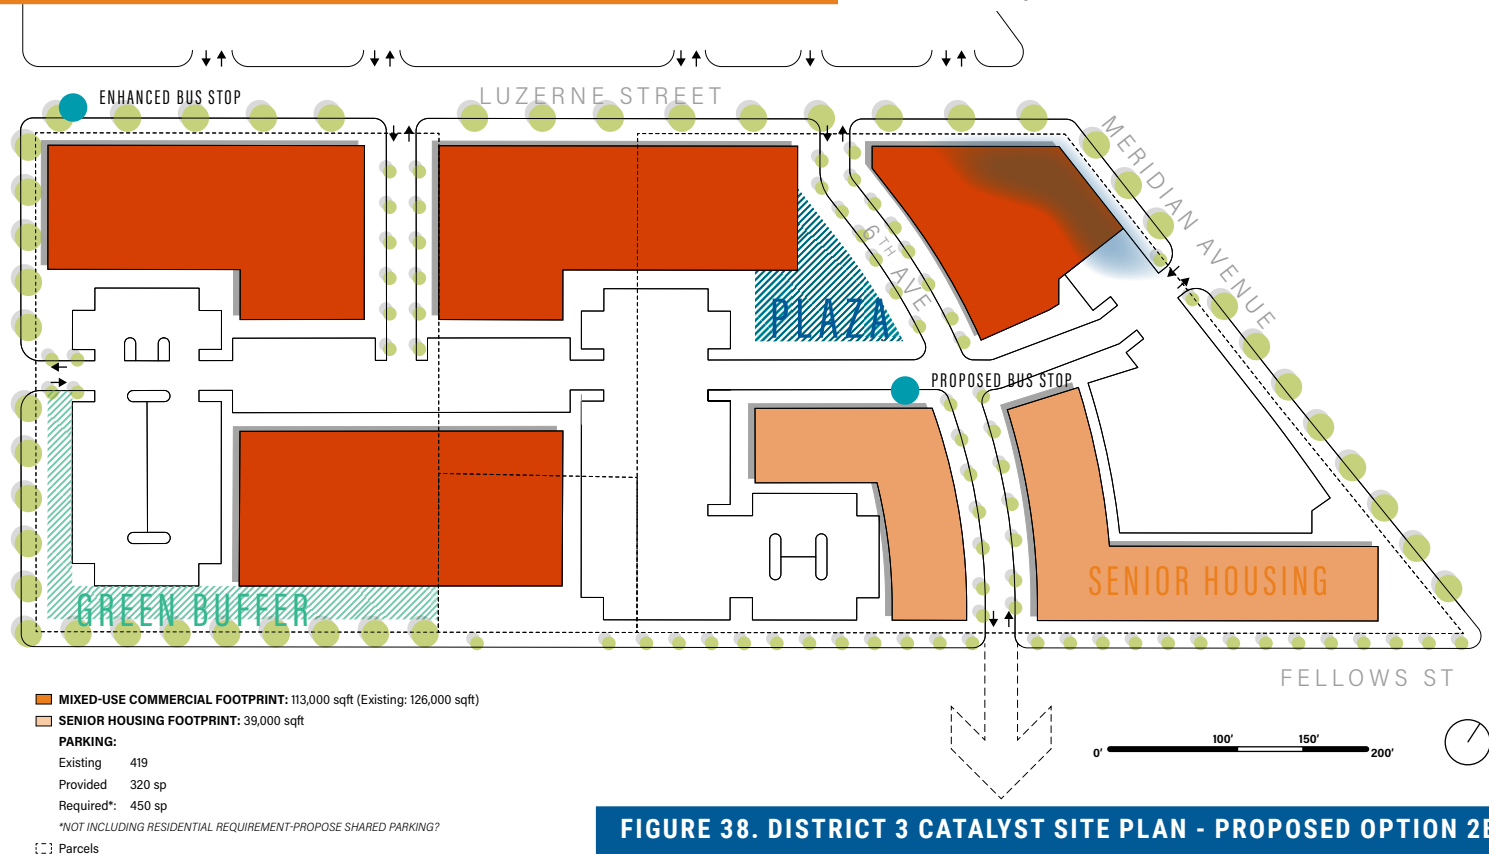 ENHANCED BUS STOP
LUZERNE STREET
MERIDIAN AVENUE
6TH AVE
PLAZA
PROPOSED BUS STOP
SENIOR HOUSING
GREEN BUFFER
FELLOWS ST
MIXED-USE COMMERCIAL FOOTPRINT: 113,000 sqft (Existing: 126,000 sqft)
SENIOR HOUSING FOOTPRINT: 39,000 sqft
PARKING:
Existing 419
Provided 320 sp
Required*: 450 sp
*NOT INCLUDING RESIDENTIAL REQUIREMENT-PROPOSE SHARED PARKING?
Parcels
0' 100' 150' 200'
FIGURE 38. DISTRICT 3 CATALYST SITE PLAN - PROPOSED OPTION 2B